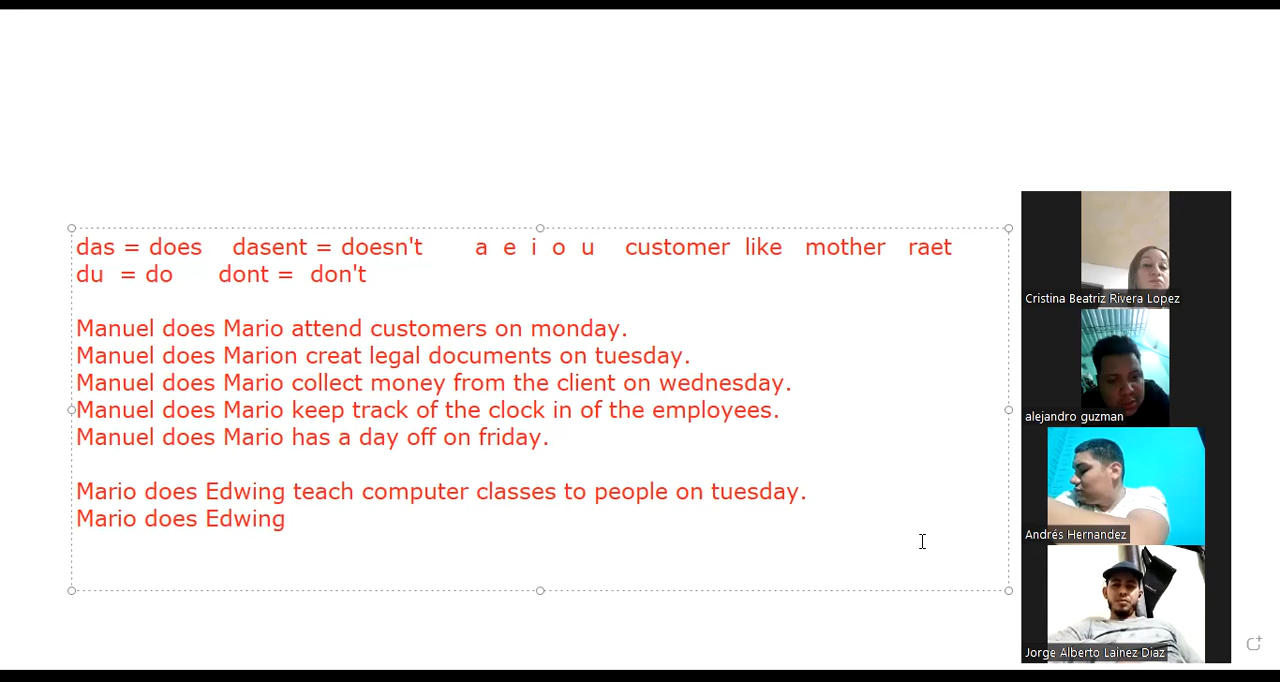 das = does dasent = doesn't a e i o u customer like mother raet
du = do dont = don't
Manuel does Mario attend customers on monday.
Manuel does Marion creat legal documents on tuesday.
Manuel does Mario collect money from the client on wednesday.
Manuel does Mario keep track of the clock in of the employees.
Manuel does Mario has a day off on friday.
Mario does Edwing teach computer classes to people on tuesday.
Mario does Edwing
Cristina Beatriz Rivera Lopez
alejandro guzman
Andrés Hernandez
Jorge Alberto Lainez Diaz